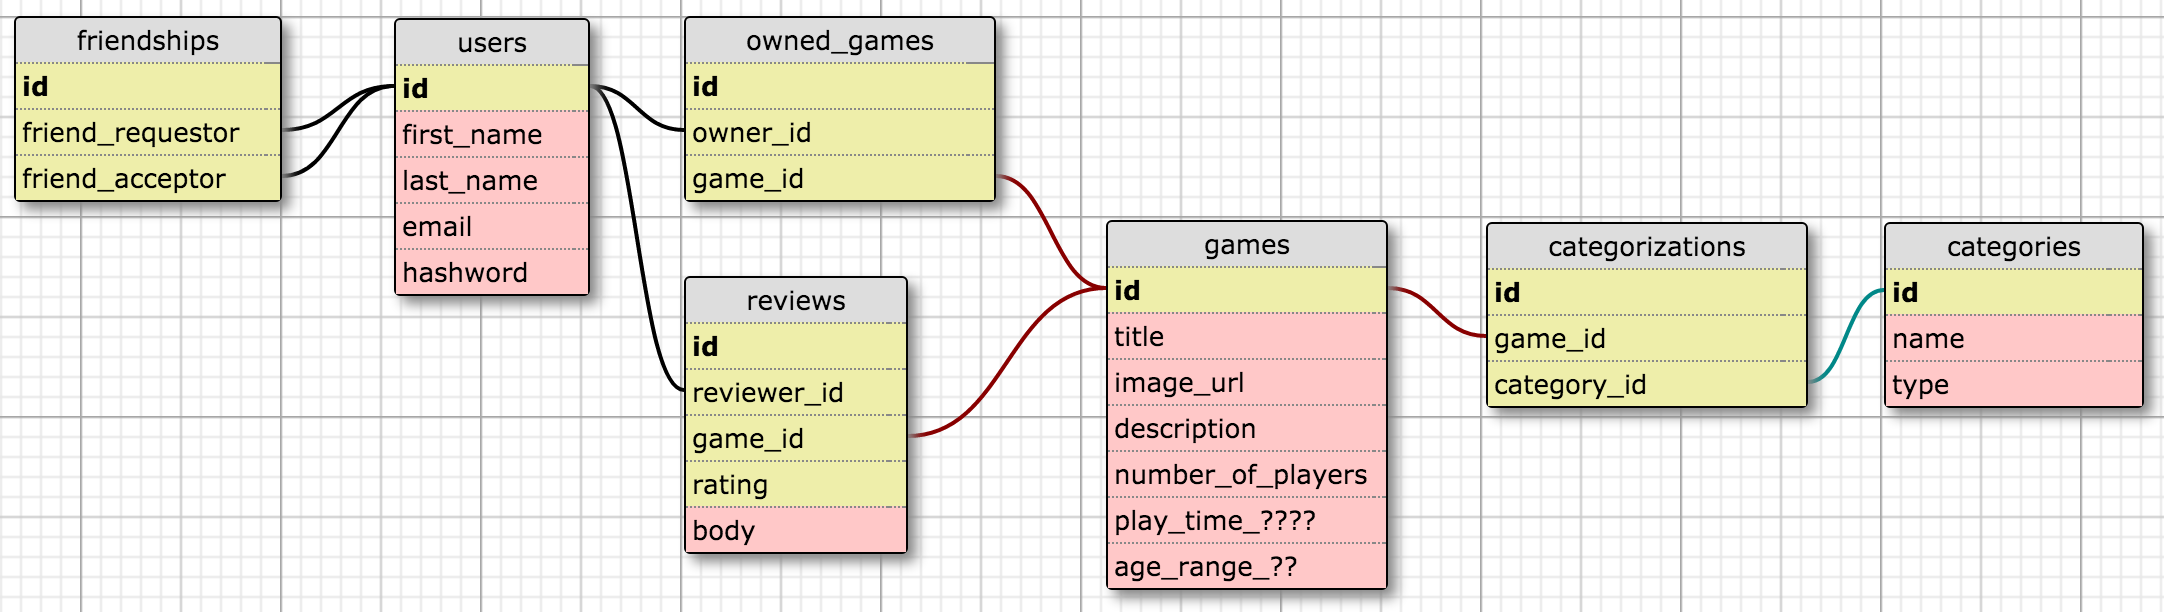 friendships
id
friend_requestor
friend_acceptor
users
id
first_name
last_name
email
hashword
owned_games
id
owner_id
game_id
reviews
id
reviewer_id
game_id
rating
body
games
id
title
image_url
description
number_of_players
play_time_????
age_range_??
categorizations
id
game_id
category_id
categories
id
name
type